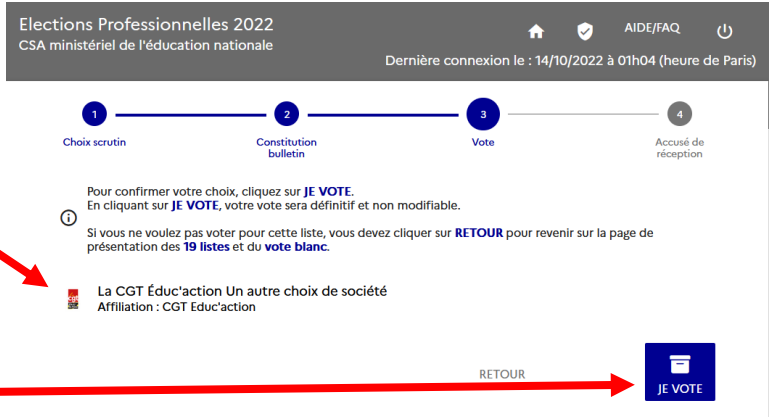 Elections Professionnelles 2022
CSA ministériel de l'éducation nationale
AIDE/FAQ
Dernière connexion le : 14/10/2022 à 01h04 (heure de Paris)
1
2
3
4
Choix scrutin
Constitution
bulletin
Vote
Accusé de
réception
Pour confirmer votre choix, cliquez sur JE VOTE.
En cliquant sur JE VOTE, votre vote sera définitif et non modifiable.
Si vous ne voulez pas voter pour cette liste, vous devez cliquer sur RETOUR pour revenir sur la page de
présentation des 19 listes et du vote blanc.
cgt
La CGT Éduc'action Un autre choix de société
Affiliation : CGT Educ'action
RETOUR
JE VOTE